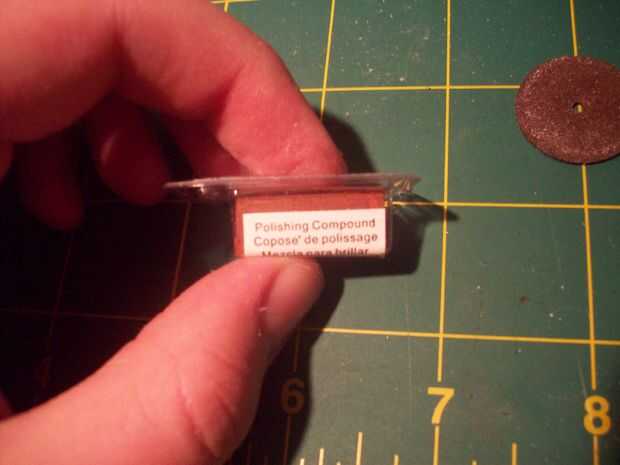 Polishing Compound
Copose' de polissage
Mezcla para brillar
6
7
8